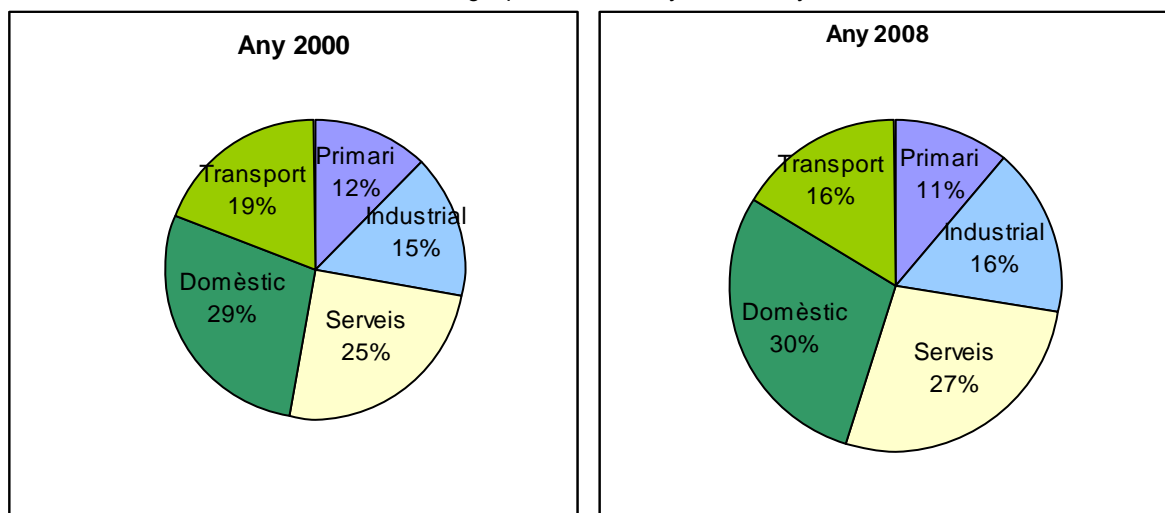 Any 2000
Transport
19%
Primari
12%
Industrial
15%
Domèstic
29%
Serveis
25%
Any 2008
Transport
16%
Primari
11%
Industrial
16%
Domèstic
30%
Serveis
27%